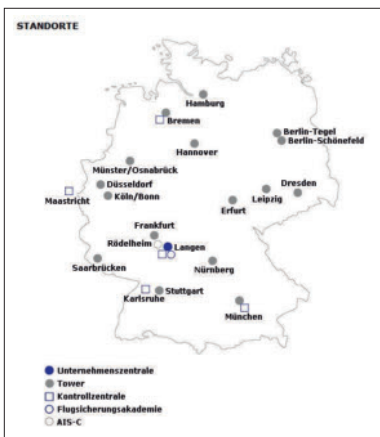 STANDORTE
Hamburg
Bremen
Berlin-Tegel
Berlin-Schönefeld
Hannover
Münster/Osnabrück
Düsseldorf
Maastricht
Köln/Bonn
Dresden
Leipzig
Erfurt
Frankfurt
Rödelheim
Langen
Saarbrücken
Nürnberg
Karlsruhe
Stuttgart
München
Unternehmenszentrale
Tower
Kontrollzentrale
Flugsicherungsakademie
AIS-C